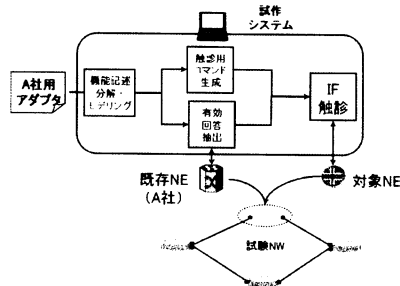 試作
システム
A社用
アダプタ
機能記述
分解・
モデリング
触診用
コマンド
生成
有効
回答
抽出
IF
触診
既存NE
(A社)
対象NE
試験NW